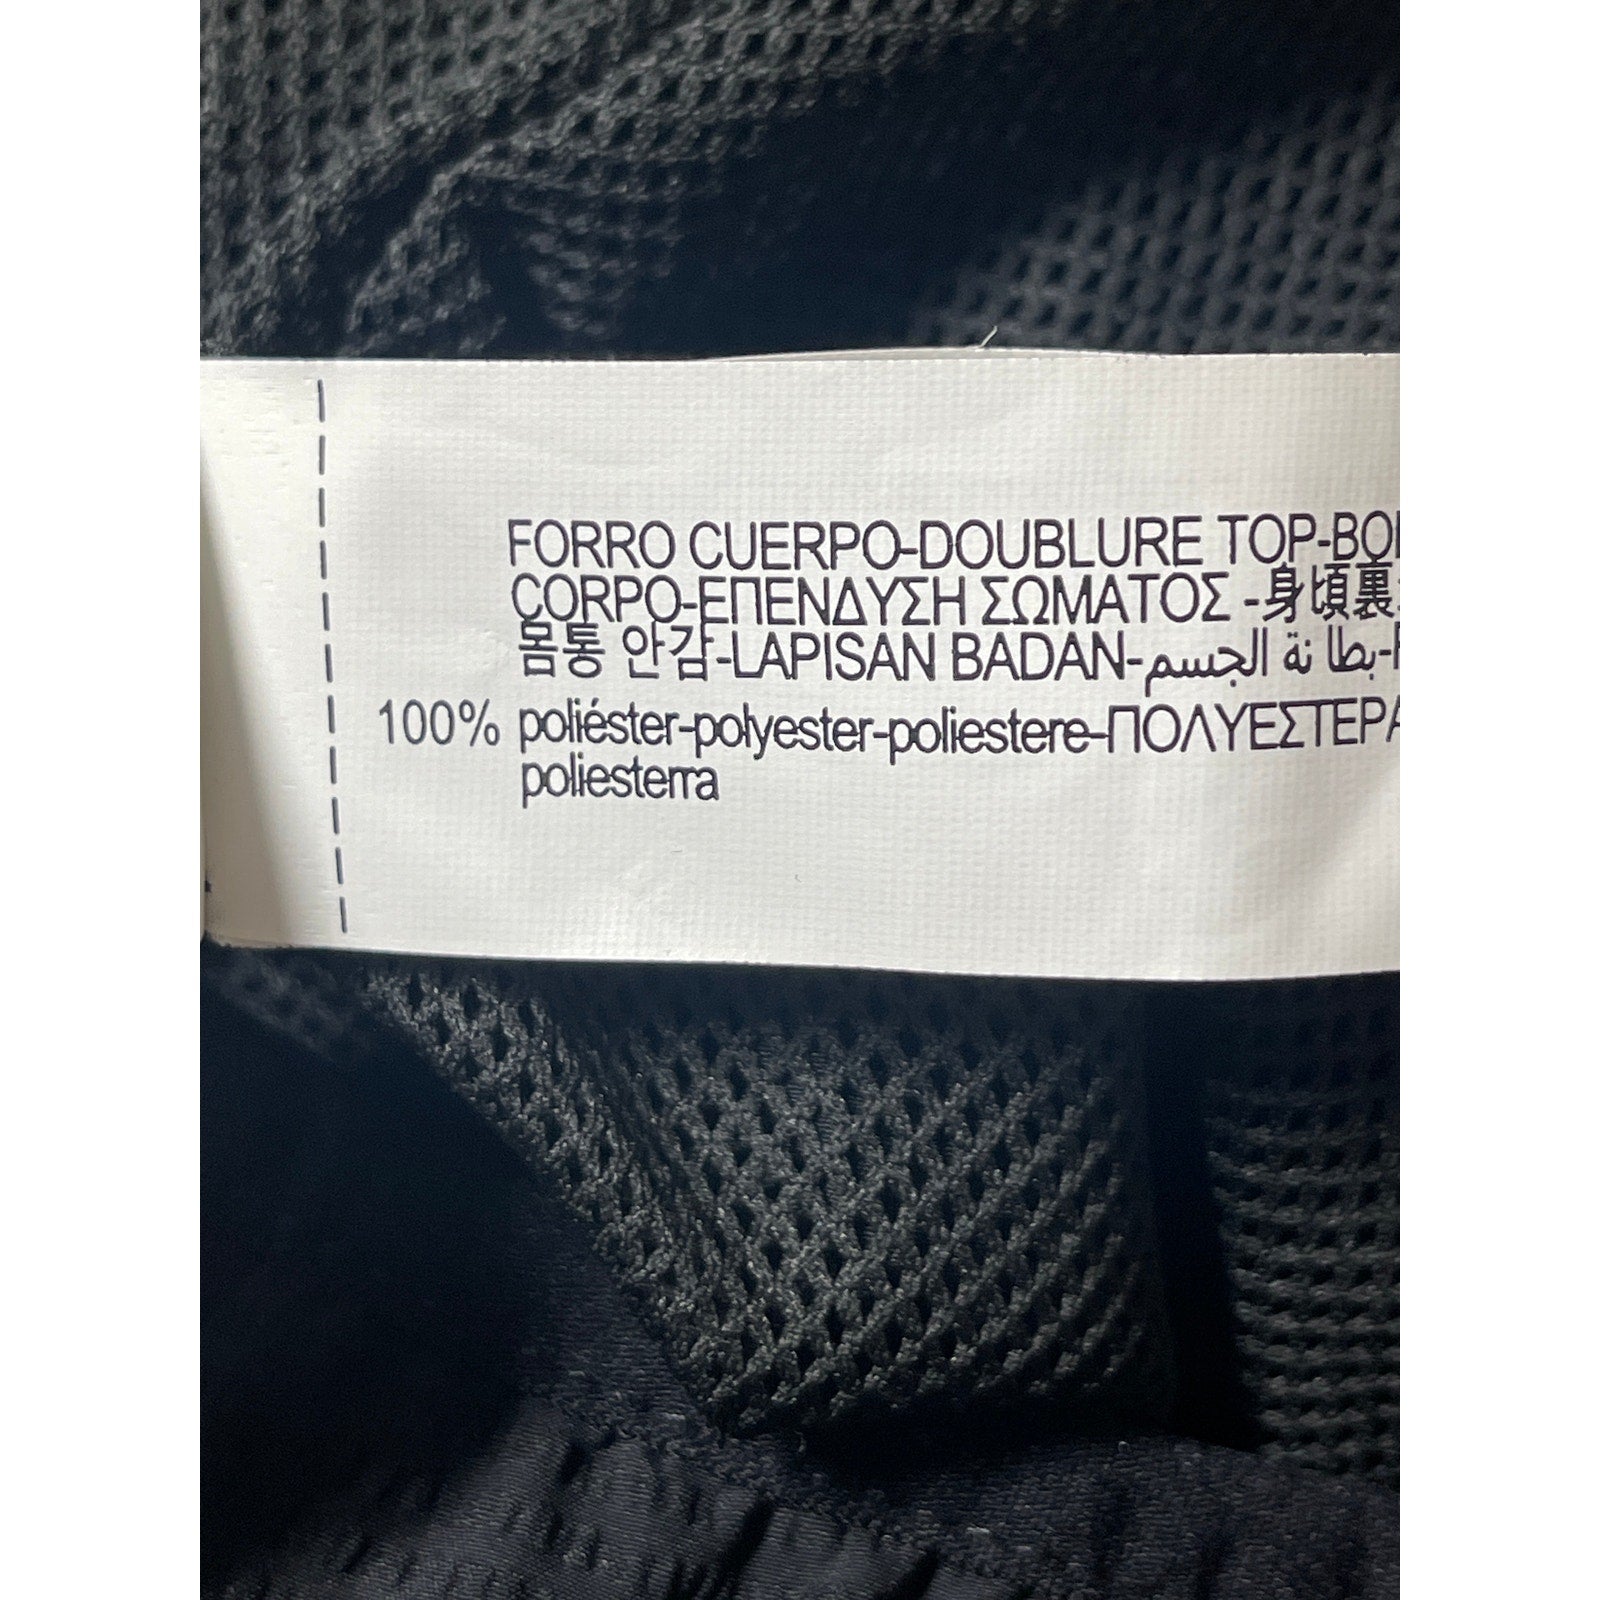 FORRO CUERPO-DOUBLURE TOP-BO
CORPO-ΕΠΕΝΔΥΣΗ ΣΩΜΑΤΟΣ -身頃裏
몸통 안감-LAPISAN BADAN-بطانة الجسم-
100% poliéster-polyester-poliestere-ΠΟΛΥΕΣΤΕΡΑ
poliesterra